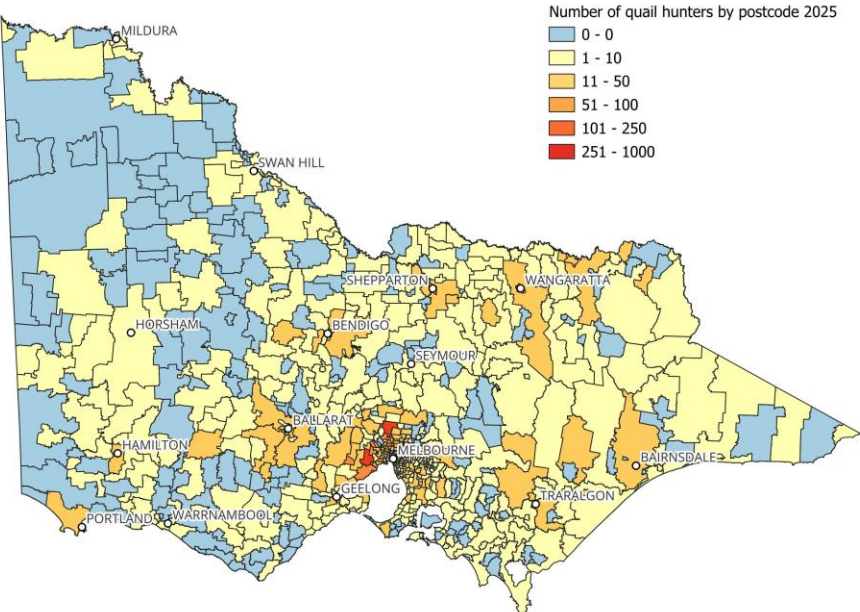 Number of quail hunters by postcode 2025
0 - 0
1 - 10
11 - 50
51 - 100
101 - 250
251 - 1000
MILDURA
SWAN HILL
SHEPPARTON
WANGARATTA
HORSHAM
BENDIGO
SEYMOUR
BALLARAT
HAMILTON
MELBOURNE
BAIRNSDALE
GEELONG
TRARALGON
PORTLAND
WARRNAMBOOL